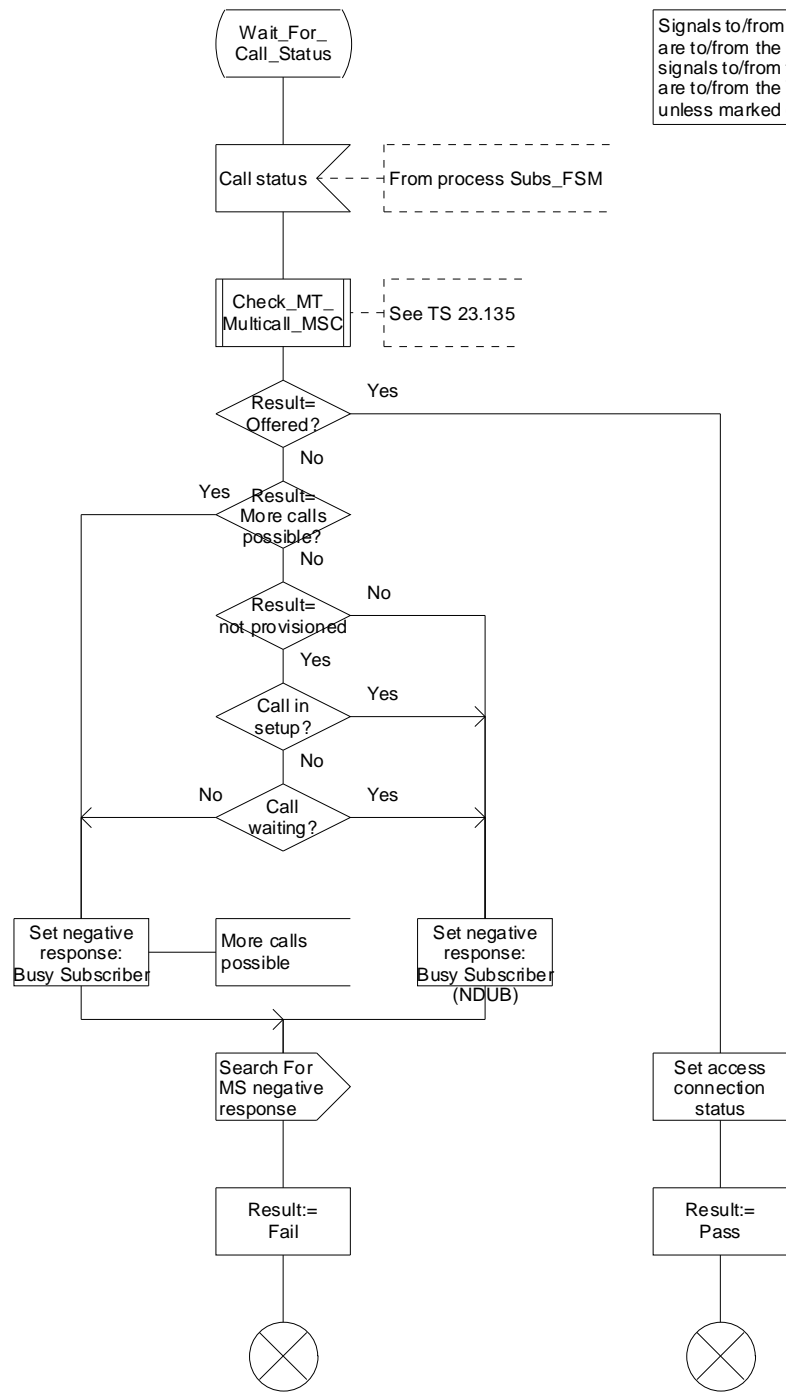 Wait_For_
Call_Status
Signals to/from
are to/from the
signals to/from
are to/from the
unless marked
Call status
From process Subs_FSM
Check_MT_
Multicall_MSC
See TS 23.135
Result=
Offered?
Yes
No
Yes
Result=
More calls
possible?
No
Result=
not provisioned
No
Yes
Call in
setup?
Yes
No
No
Call
waiting?
Yes
Set negative
response:
Busy Subscriber
More calls
possible
Set negative
response:
Busy Subscriber
(NDUB)
Search For
MS negative
response
Set access
connection
status
Result:=
Fail
Result:=
Pass